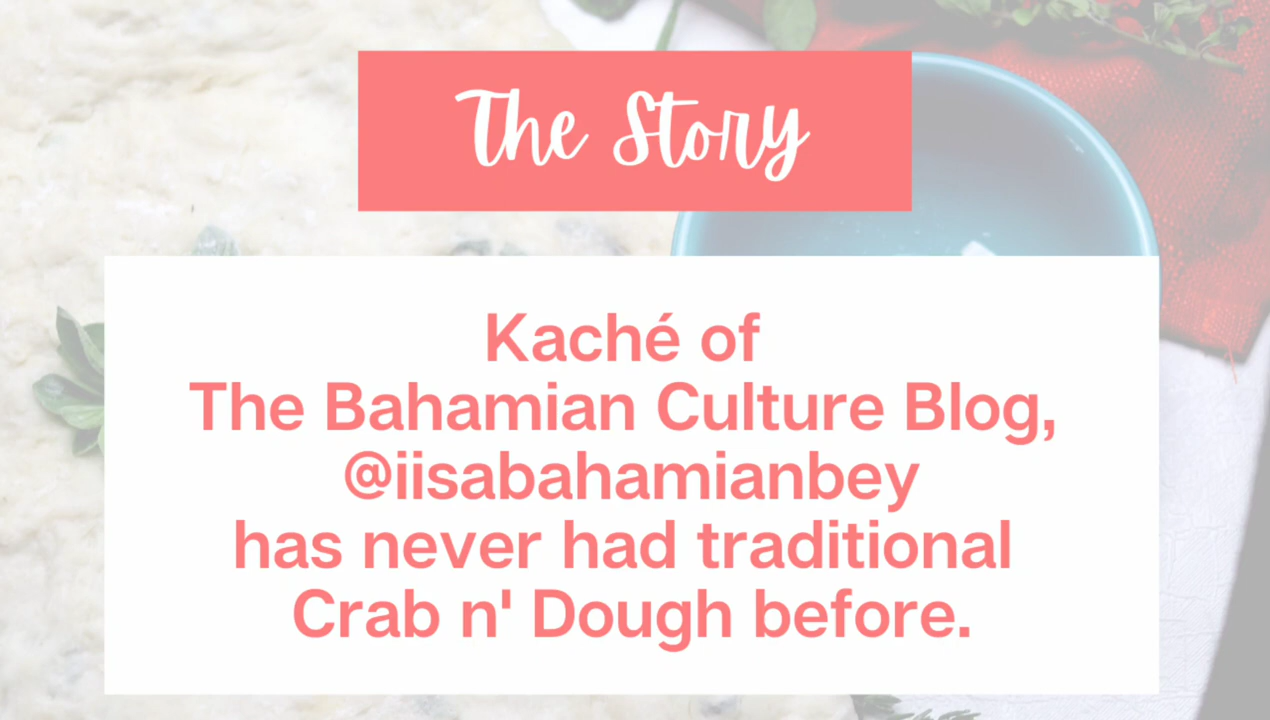 The Story
Kaché of
The Bahamian Culture Blog,
@iisabahamianbey
has never had traditional
Crab n' Dough before.